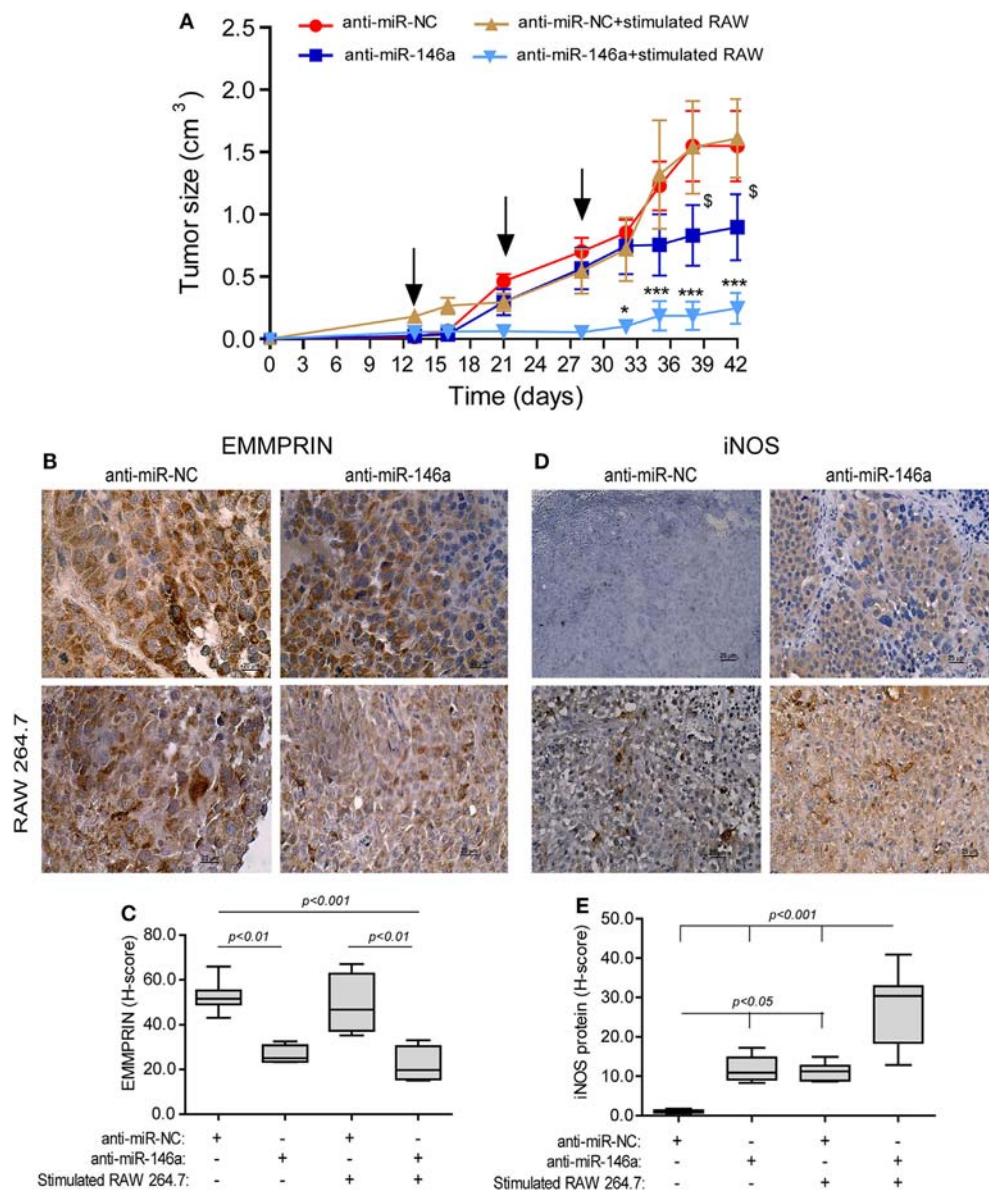 A
anti-miR-NC
anti-miR-NC+stimulated RAW
anti-miR-146a
anti-miR-146a+stimulated RAW
Tumor size (cm 3)
2.5
2.0
1.5
1.0
0.5
0.0
$
$
*
***
***
***
0 3 6 9 12 15 18 21 24 27 30 33 36 39 42
Time (days)
EMMPRIN
iNOS
B
anti-miR-NC
anti-miR-146a
D
anti-miR-NC
anti-miR-146a
RAW 264.7
C
EMMPRIN (H-score)
80.0
60.0
40.0
20.0
0.0
p<0.001
p<0.01
p<0.01
anti-miR-NC: + - + -
anti-miR-146a: - + - +
Stimulated RAW 264.7: - - + +
E
iNOS protein (H-score)
50.0
40.0
30.0
20.0
10.0
0.0
p<0.001
p<0.05
anti-miR-NC: + - + -
anti-miR-146a: - + - +
Stimulated RAW 264.7: - - + +